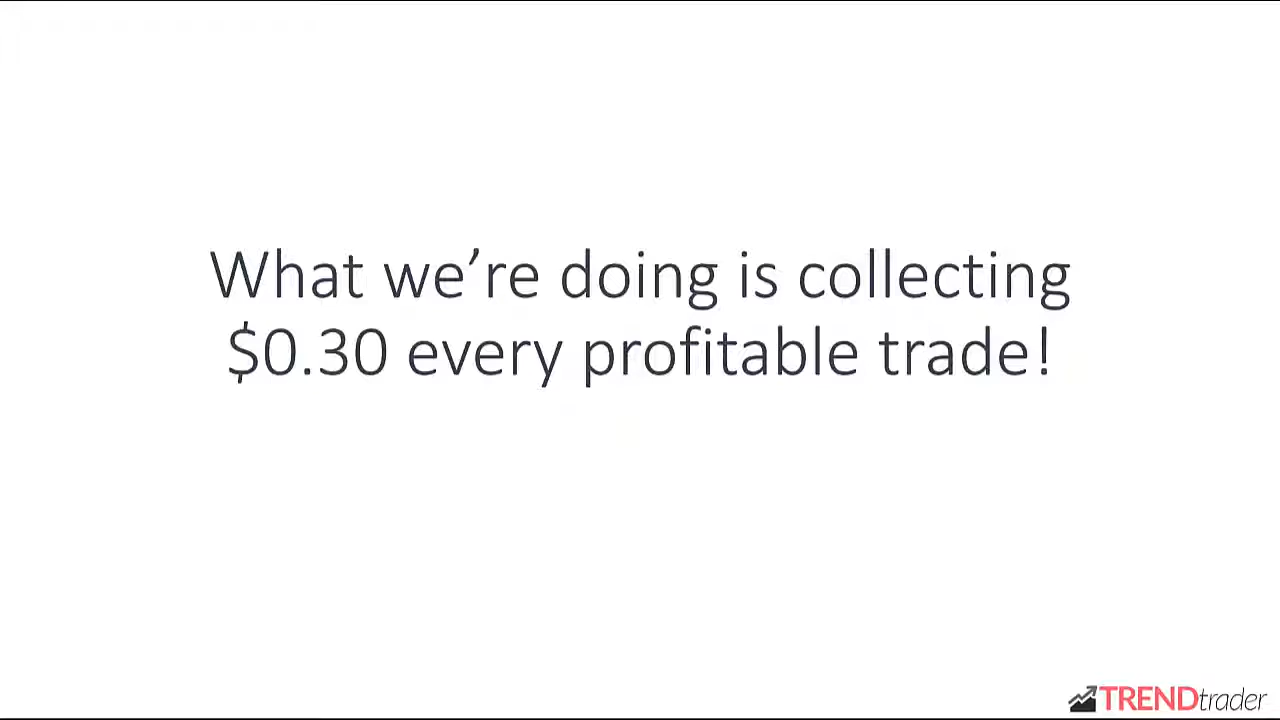 What we’re doing is collecting
$0.30 every profitable trade!
TRENDtrader